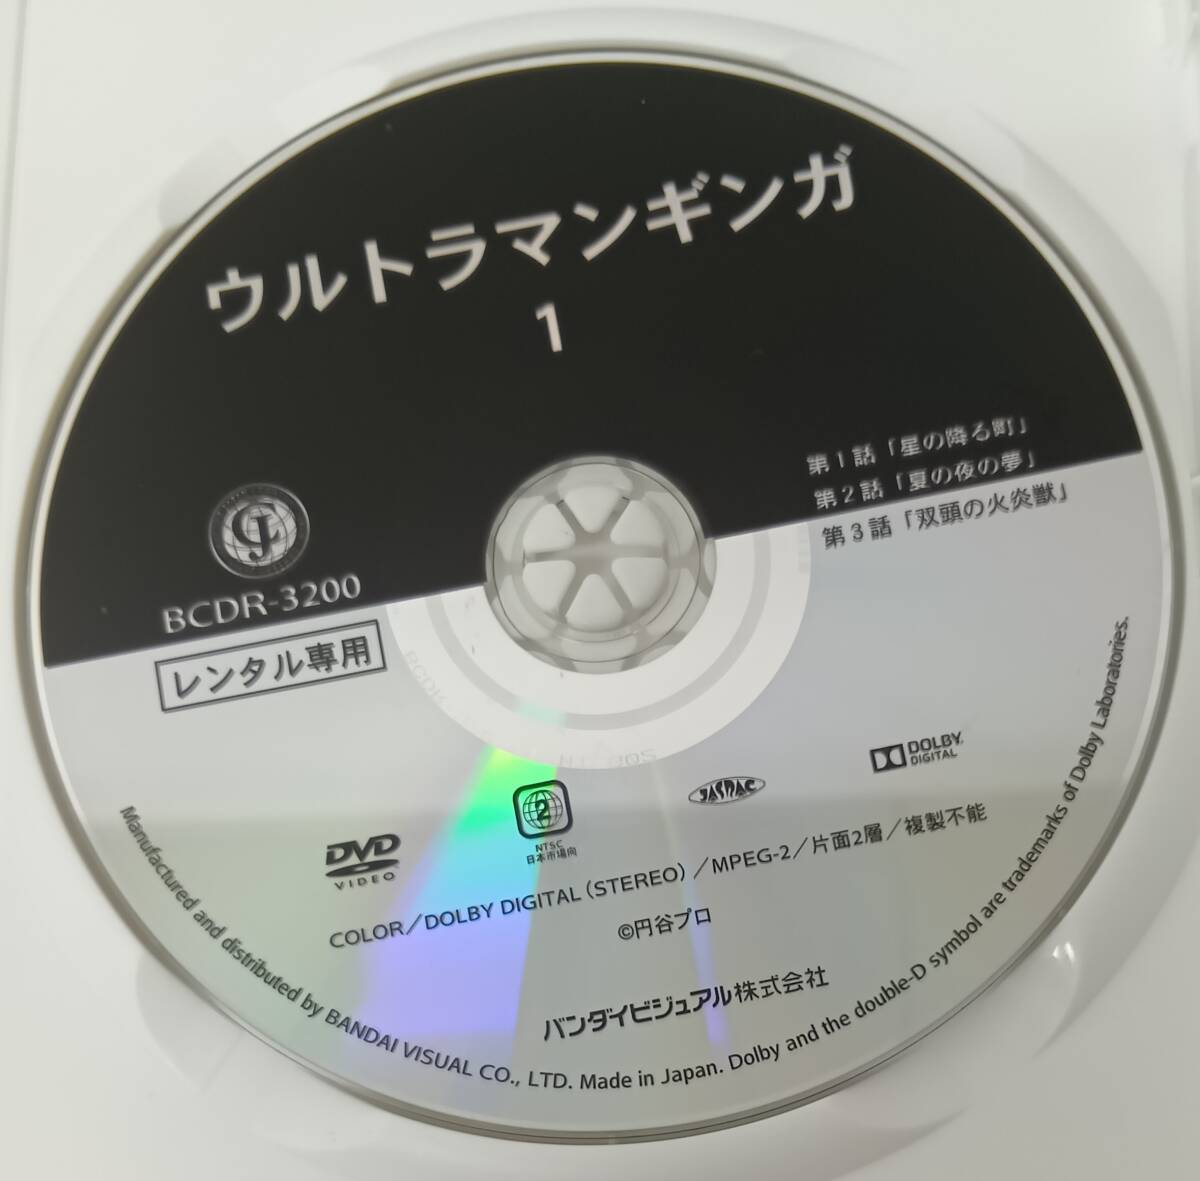 ウルトラマンギンガ
1
第1話「星の降る町」
第2話「夏の夜の夢」
第3話「双頭の火炎獣」
BCDR-3200
レンタル専用
DVD
VIDEO
2
NTSC
日本市場向
JASRAC
DOLBY
DIGITAL
COLOR/DOLBY DIGITAL(STEREO)/MPEG-2/片面2層/複製不能
©円谷プロ
バンダイビジュアル株式会社
Manufactured and distributed by BANDAI VISUAL CO., LTD. Made in Japan. Dolby and the double-D symbol are trademarks of Dolby Laboratories.